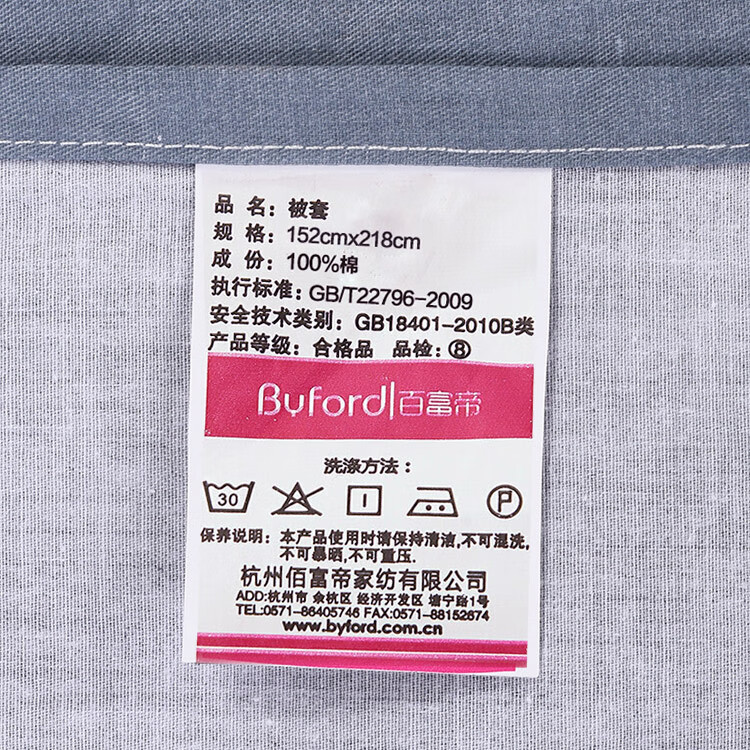 品 名：被套
规 格：152cmx218cm
成 份：100%棉
执行标准：GB/T22796-2009
安全技术类别：GB18401-2010B类
产品等级：合格品 品检：⑧
Byford|百富帝
洗涤方法：
30 P
保养说明：本产品使用时请保持清洁,不可混洗,
不可暴晒,不可重压.
杭州佰富帝家纺有限公司
ADD:杭州市 余杭区 经济开发区 塘宁路1号
TEL:0571-86405746 FAX:0571-88152674
www.byford.com.cn